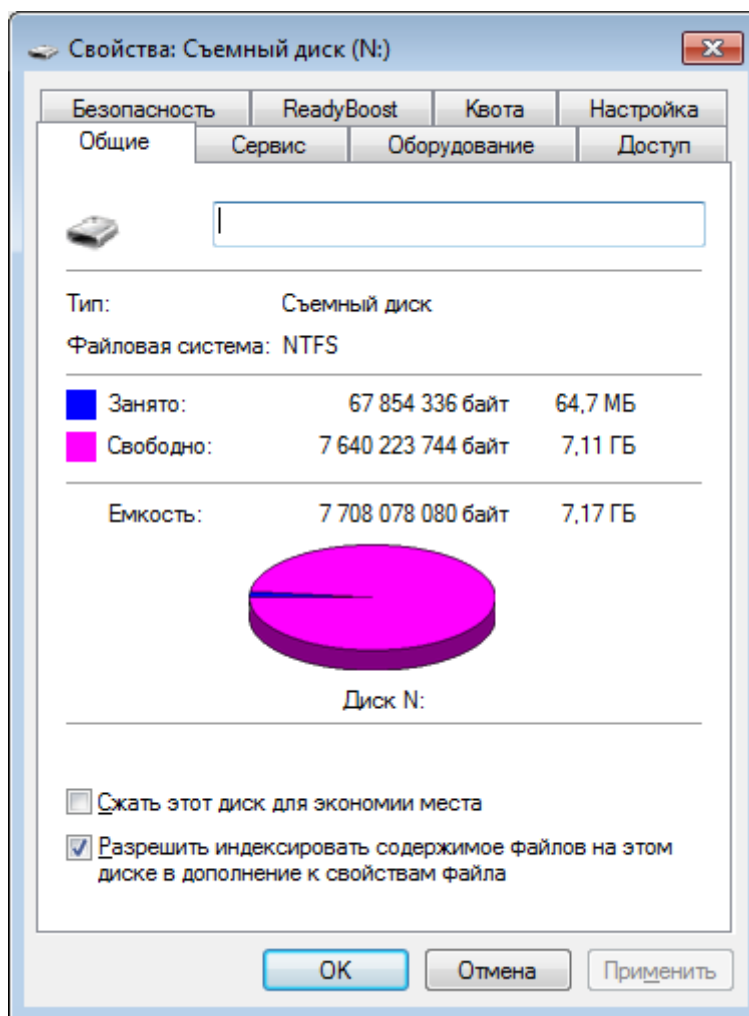 Свойства: Съемный диск (N:)
Безопасность ReadyBoost Квота Настройка
Общие Сервис Оборудование Доступ
Тип: Съемный диск
Файловая система: NTFS
Занято: 67 854 336 байт 64,7 МБ
Свободно: 7 640 223 744 байт 7,11 ГБ
Емкость: 7 708 078 080 байт 7,17 ГБ
Диск N:
Сжать этот диск для экономии места
Разрешить индексировать содержимое файлов на этом
диске в дополнение к свойствам файла
OK Отмена Применить